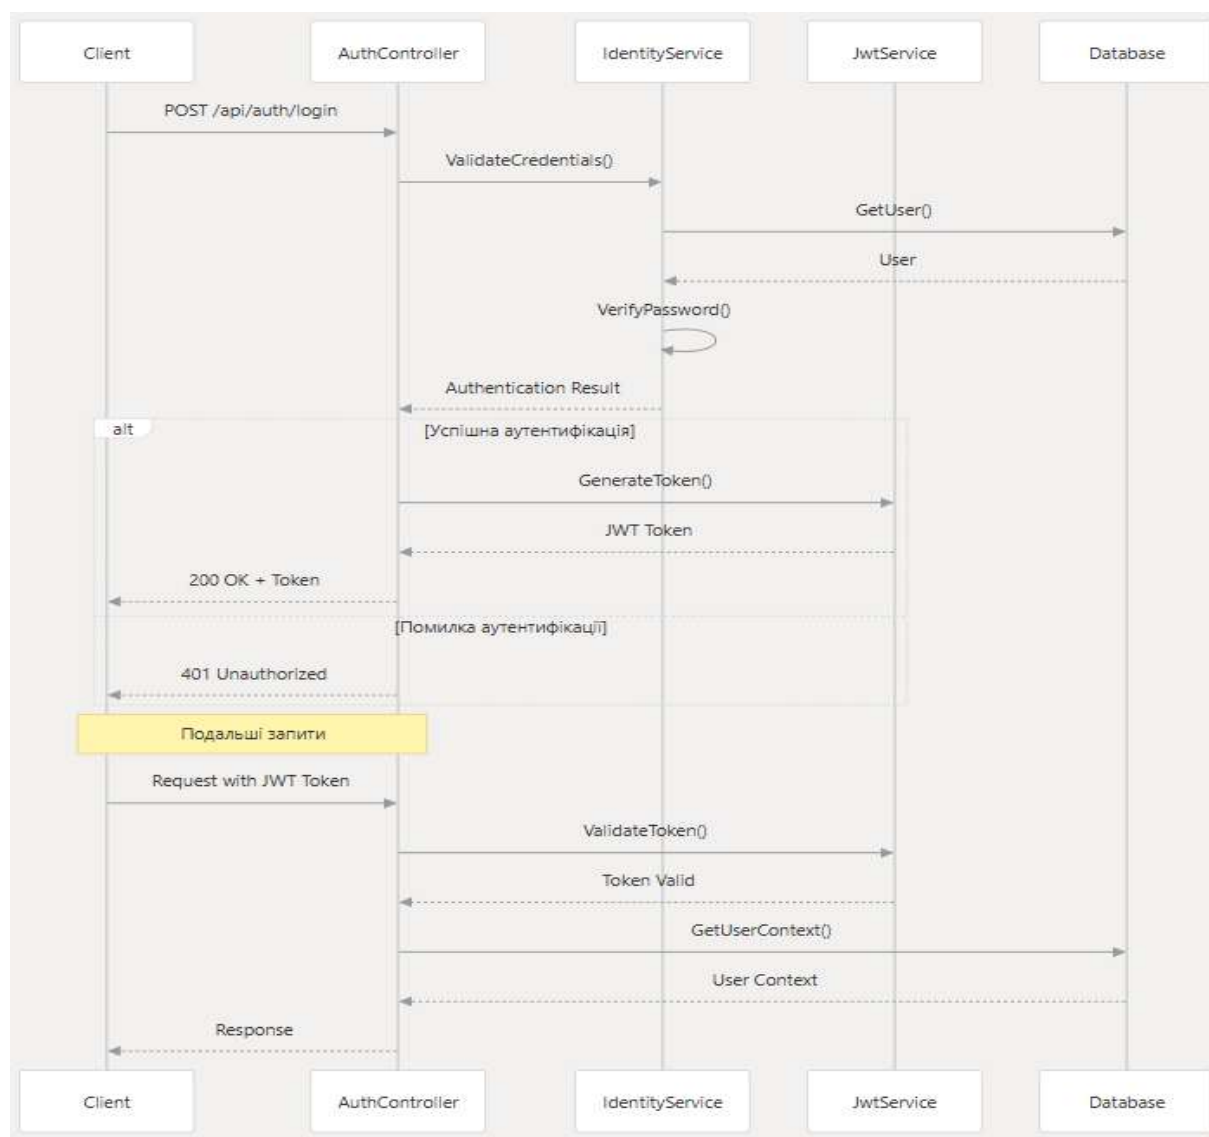 Client AuthController IdentityService JwtService Database
POST /api/auth/login
ValidateCredentials()
GetUser()
User
VerifyPassword()
Authentication Result
alt [Успішна аутентифікація]
GenerateToken()
JWT Token
200 OK + Token
[Помилка аутентифікації]
401 Unauthorized
Подальші запити
Request with JWT Token
ValidateToken()
Token Valid
GetUserContext()
User Context
Response
Client AuthController IdentityService JwtService Database